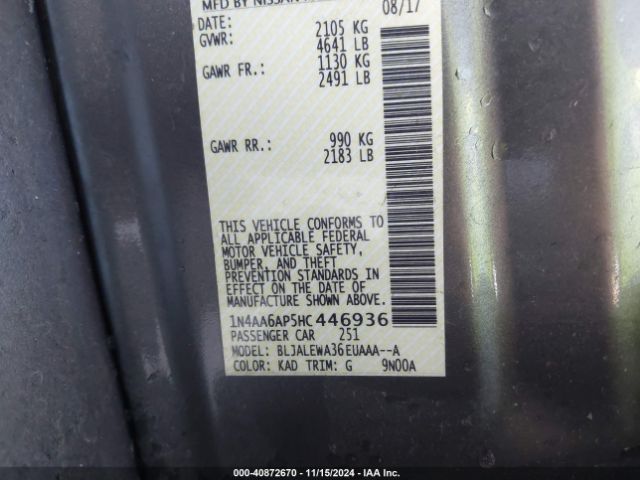 MFD BY NISSAN
DATE: 08/17
GVWR: 2105 KG
4641 LB
GAWR FR.: 1130 KG
2491 LB
GAWR RR.: 990 KG
2183 LB
THIS VEHICLE CONFORMS TO
ALL APPLICABLE FEDERAL
MOTOR VEHICLE SAFETY,
BUMPER, AND THEFT
PREVENTION STANDARDS IN
EFFECT ON THE DATE OF
MANUFACTURE SHOWN ABOVE.
1N4AA6AP5HC446936
PASSENGER CAR 251
MODEL: BLJALEWA36EUAAA--A
COLOR: KAD TRIM: G 9N00A
000-40872670 - 11/15/2024 - IAA Inc.